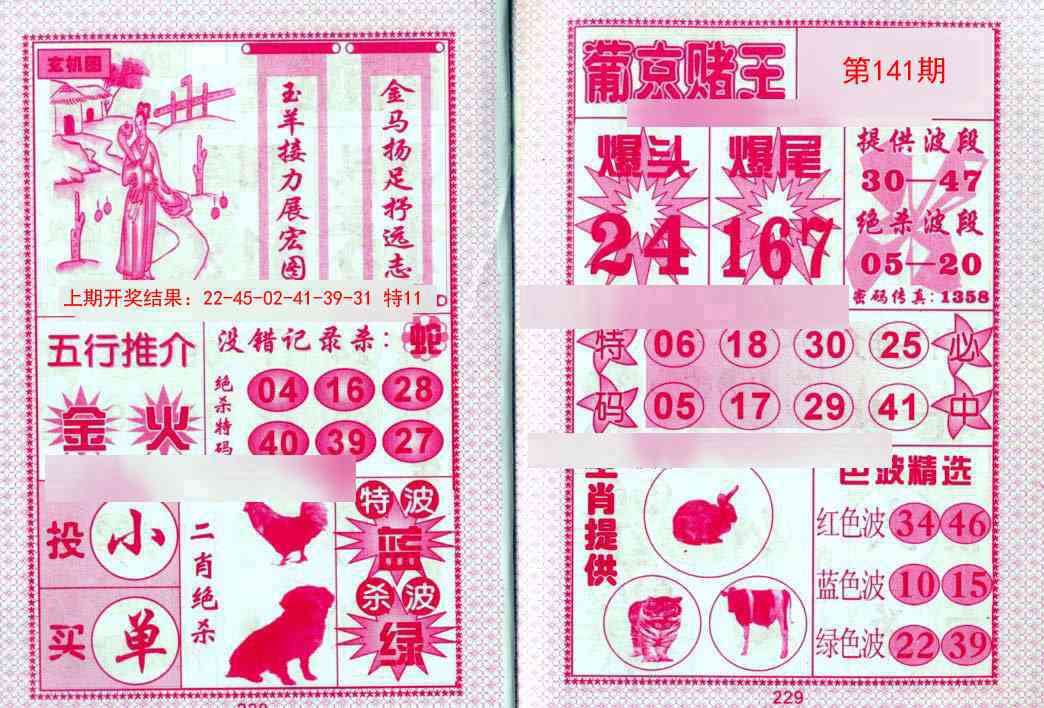 玄机图
金马扬足抒远志
玉羊接力展宏图
上期开奖结果：22-45-02-41-39-31 特11
D
五行推介
金 火
没错记录杀：蛇
绝杀特码
04 16 28
40 39 27
投 小
买 单
二肖绝杀
特波
蓝
杀波
绿
葡京赌王
第141期
爆头
24
爆尾
167
提供波段
30—47
绝杀波段
05—20
密码传真：1358
特码
06 18 30 25
05 17 29 41
必中
生肖提供
色波精选
红色波 34 46
蓝色波 10 15
绿色波 22 39
229